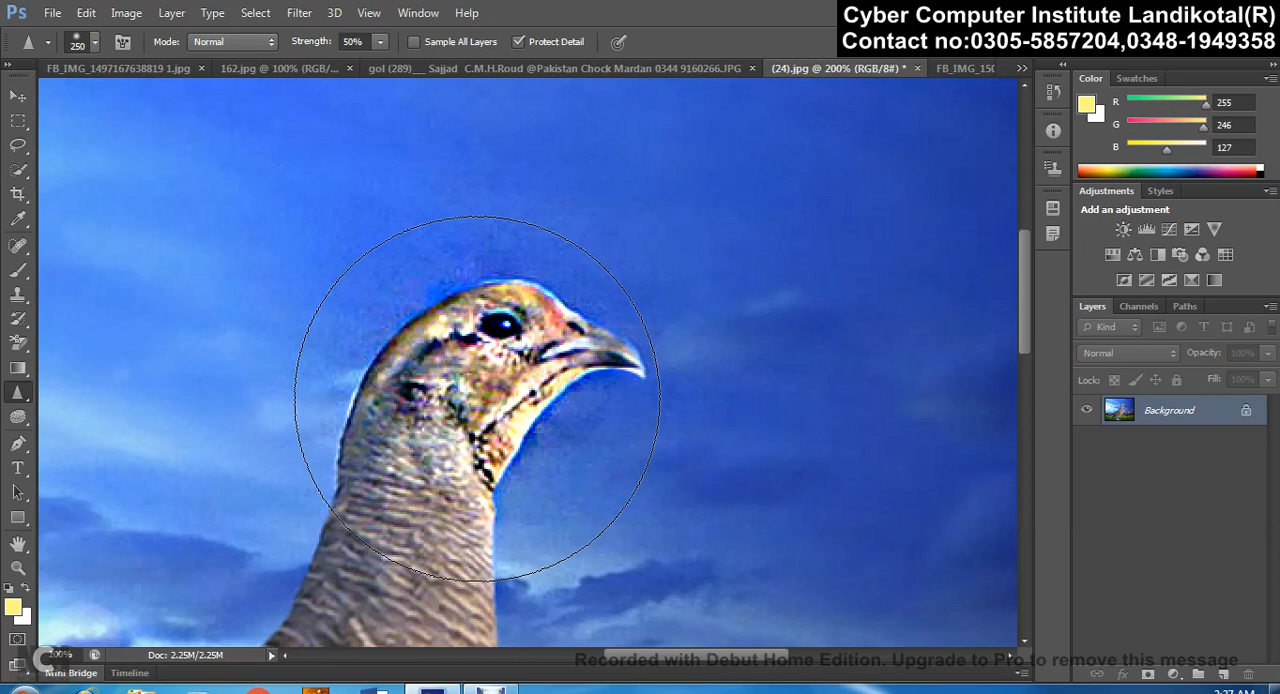 Cyber Computer Institute Landikotal(R)
Contact no:0305-5857204,0348-1949358
Ps File Edit Image Layer Type Select Filter 3D View Window Help
250 Mode: Normal Strength: 50% Sample All Layers Protect Detail
FB_IMG_1497167638819 1.jpg × 162.jpg @ 100% (RGB/... × gol (289)___ Sajjad C.M.H.Roud @Pakistan Chock Mardan 0344 9160266.JPG × (24).jpg @ 200% (RGB/8#) * × FB_IMG_150 >>
Color Swatches
R 255
G 246
B 127
Adjustments Styles
Add an adjustment
Layers Channels Paths
Kind
Normal Opacity: 100%
Lock: Fill: 100%
Background
200% Doc: 2.25M/2.25M
Recorded with Debut Home Edition. Upgrade to Pro to remove this message
Mini Bridge Timeline
2:27 AM